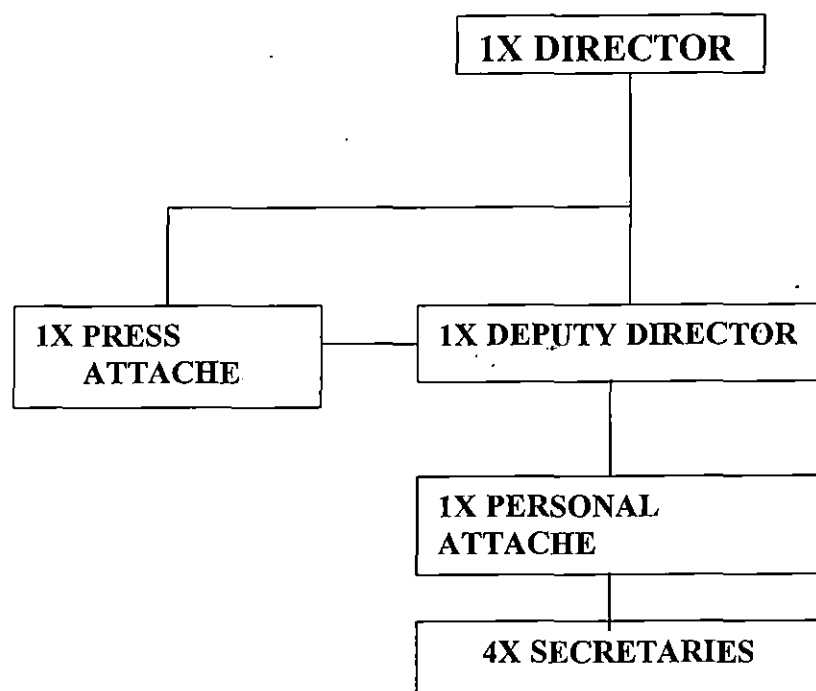 1X DIRECTOR
1X PRESS
ATTACHE
1X DEPUTY DIRECTOR
1X PERSONAL
ATTACHE
4X SECRETARIES